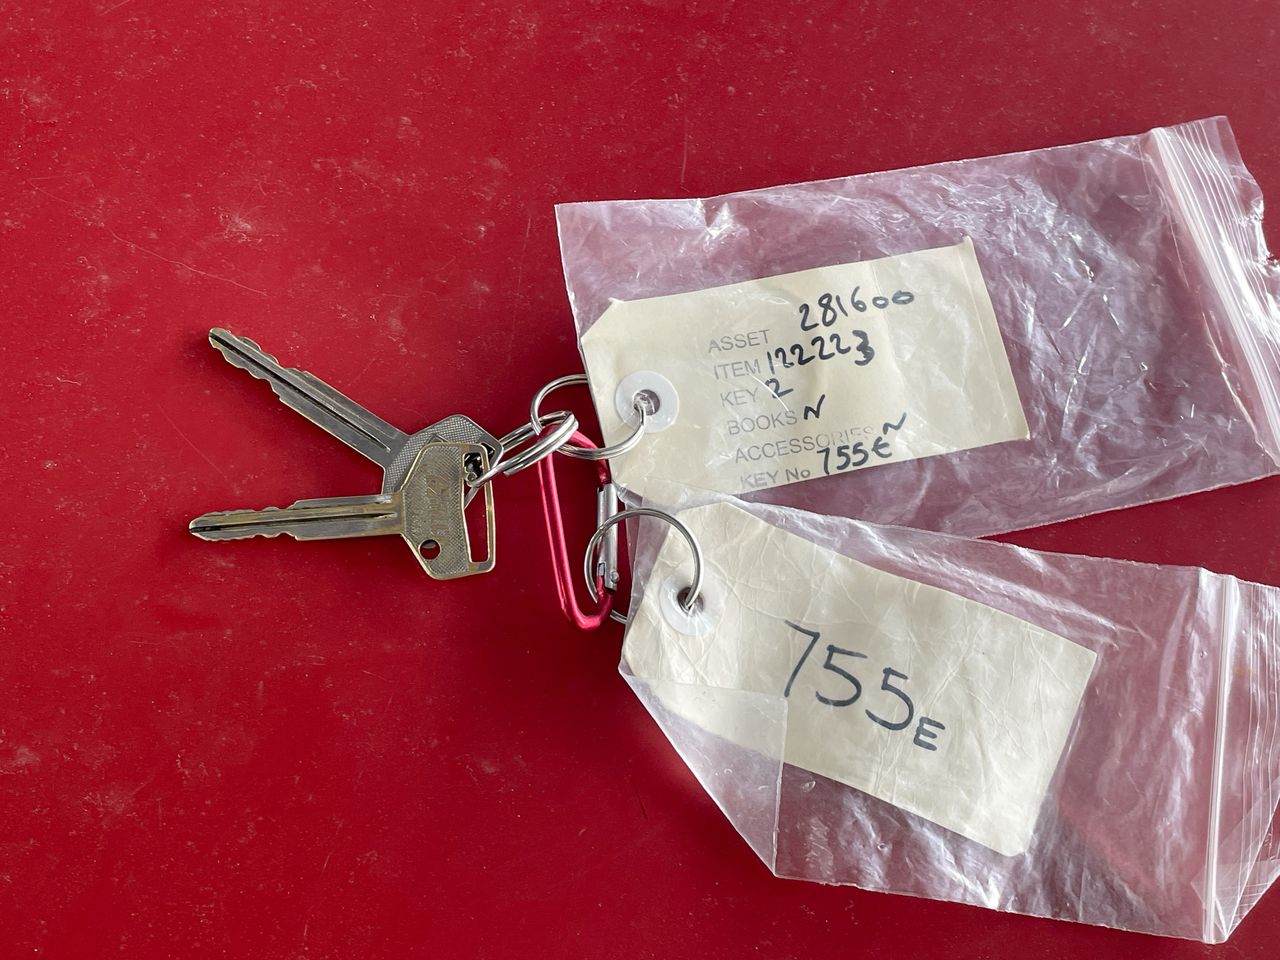 ASSET 281600
ITEM 122223
KEY 2
BOOKS N
ACCESSORIES N
KEY No 755E
755E